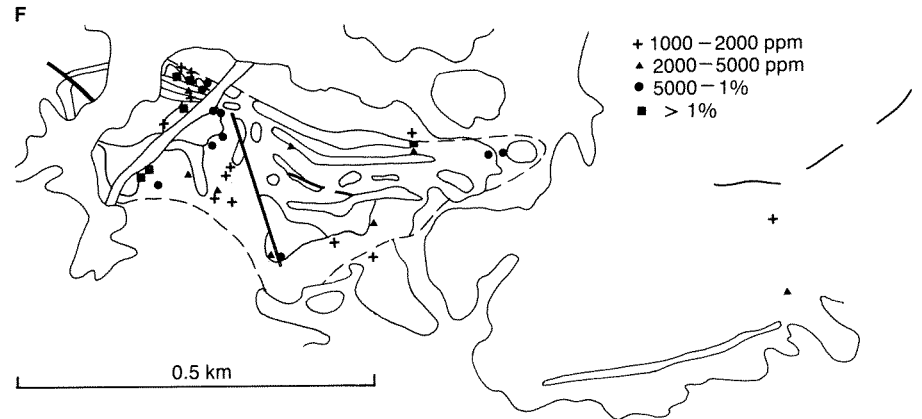 F
+ 1000 – 2000 ppm
▲ 2000 – 5000 ppm
● 5000 – 1%
■ > 1%
0.5 km